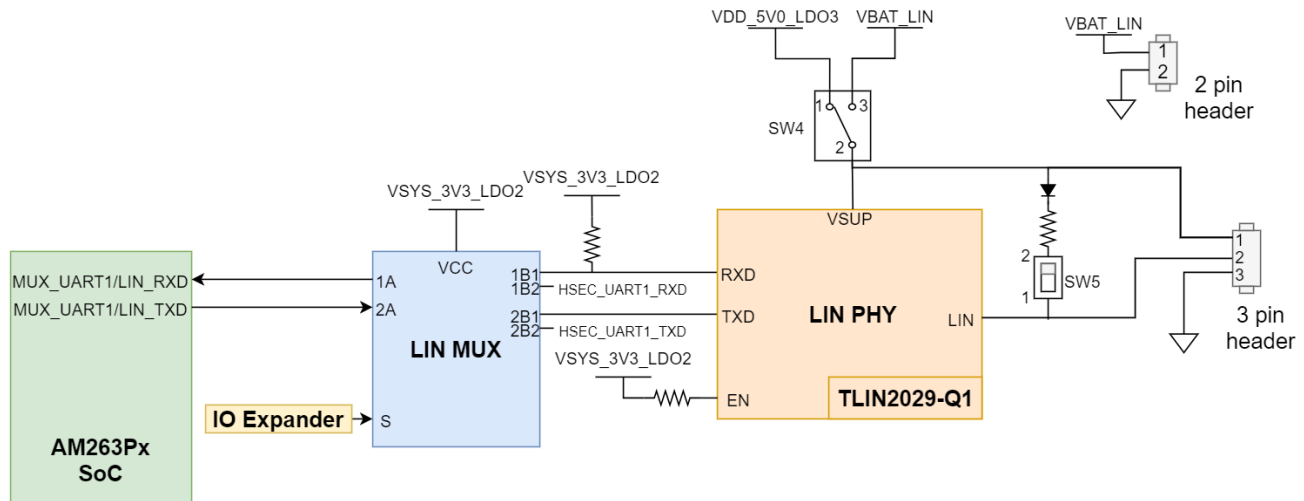 VDD_5V0_LDO3
VBAT_LIN
VBAT_LIN
1
2
2 pin
header
1
3
SW4
2
VSYS_3V3_LDO2
VSYS_3V3_LDO2
VSUP
VCC
MUX_UART1/LIN_RXD
1A
1B1
1B2
HSEC_UART1_RXD
RXD
MUX_UART1/LIN_TXD
2A
2B1
2B2
HSEC_UART1_TXD
TXD
LIN MUX
LIN PHY
LIN
2
1
SW5
1
2
3
3 pin
header
VSYS_3V3_LDO2
EN
TLIN2029-Q1
IO Expander
S
AM263Px
SoC